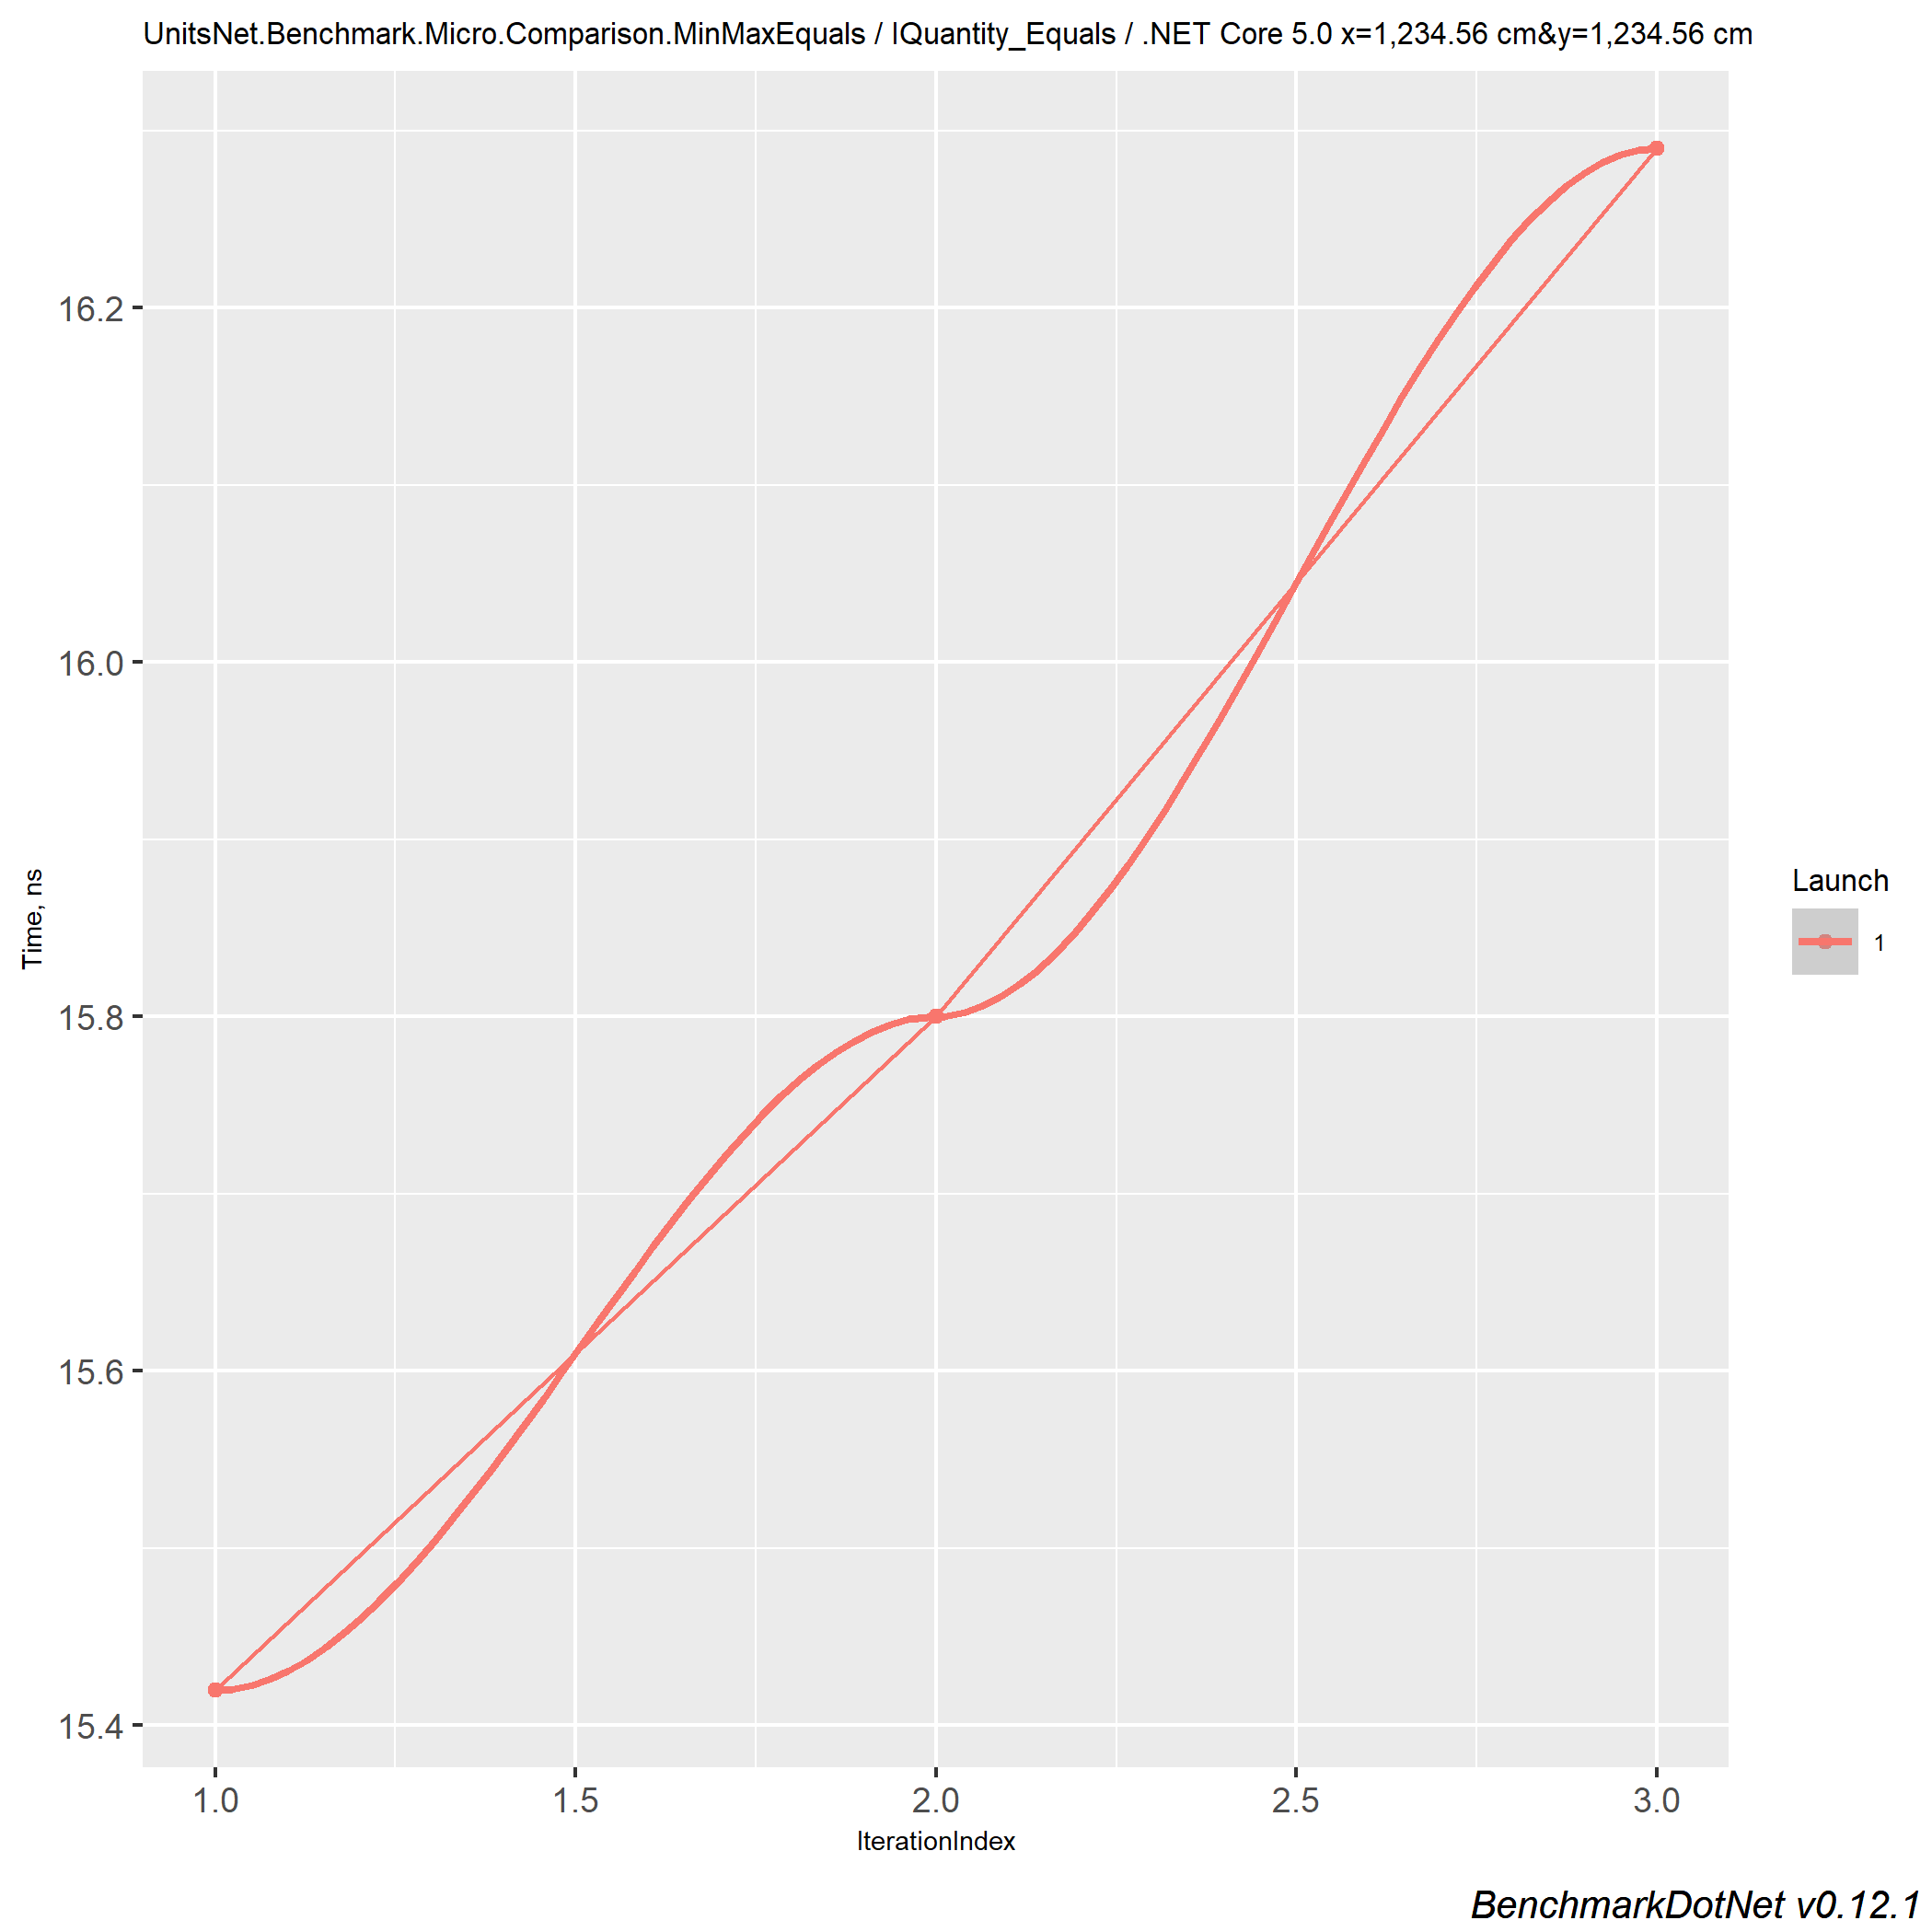 UnitsNet.Benchmark.Micro.Comparison.MinMaxEquals / IQuantity_Equals / .NET Core 5.0 x=1,234.56 cm&y=1,234.56 cm
16.2
16.0
15.8
15.6
15.4
Time, ns
1.0 1.5 2.0 2.5 3.0
IterationIndex
Launch
1
BenchmarkDotNet v0.12.1